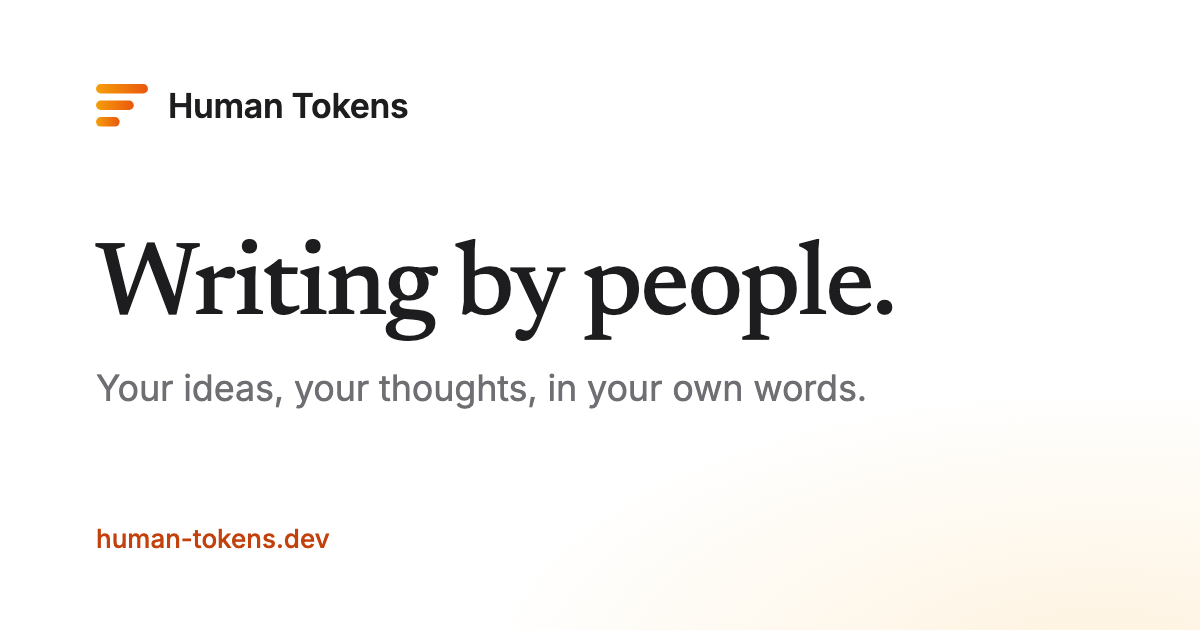 Human Tokens
Writing by people.
Your ideas, your thoughts, in your own words.
human-tokens.dev